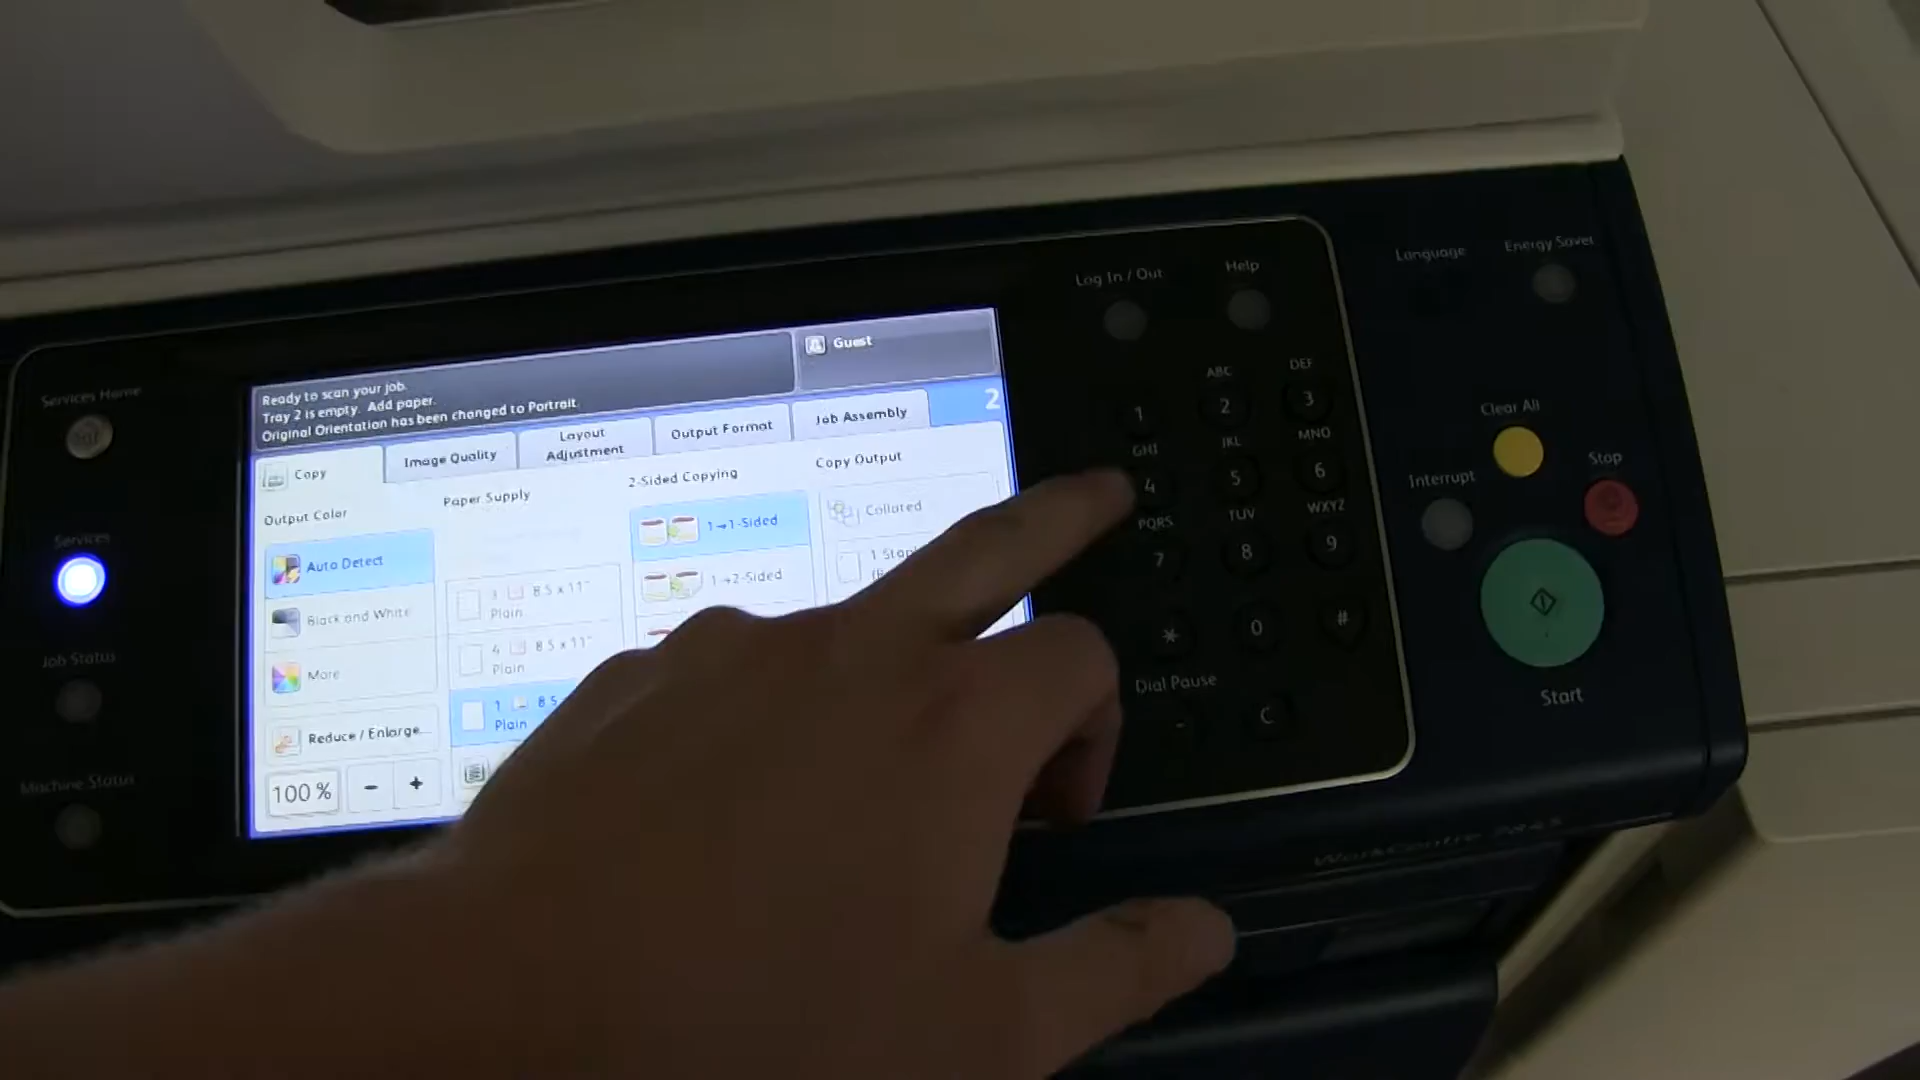 Services Home
Services
Job Status
Machine Status
Ready to scan your job.
Tray 2 is empty. Add paper.
Original Orientation has been changed to Portrait.
Guest
2
Copy
Image Quality
Layout
Adjustment
Output Format
Job Assembly
Output Color
Auto Detect
Black and White
More
Reduce / Enlarge...
100 %
-
+
Paper Supply
3 8.5 x 11"
Plain
4 8.5 x 11"
Plain
1 8.5
Plain
2-Sided Copying
1→1-Sided
1→2-Sided
Copy Output
Collated
1
Log In / Out
Help
1
ABC
2
DEF
3
GHI
4
JKL
5
MNO
6
PQRS
7
TUV
8
WXYZ
9
*
0
#
Dial Pause
-
C
Language
Energy Saver
Clear All
Interrupt
Stop
Start
WorkCentre